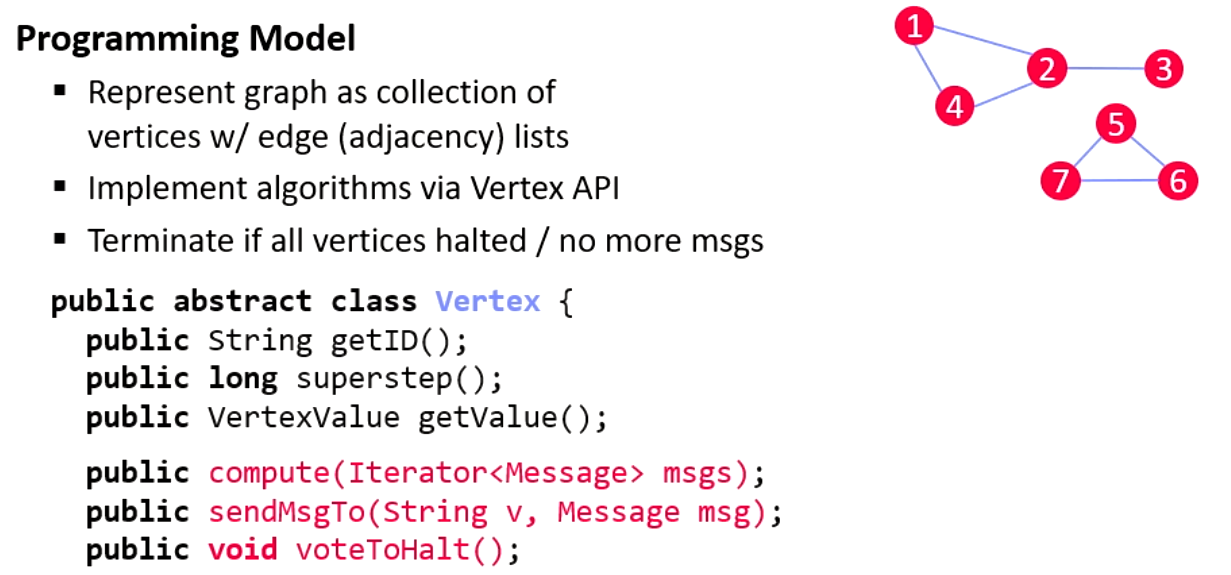 Programming Model
▪ Represent graph as collection of
vertices w/ edge (adjacency) lists
▪ Implement algorithms via Vertex API
▪ Terminate if all vertices halted / no more msgs
public abstract class Vertex {
public String getID();
public long superstep();
public VertexValue getValue();
public compute(Iterator<Message> msgs);
public sendMsgTo(String v, Message msg);
public void voteToHalt();
1
2
3
4
5
7
6